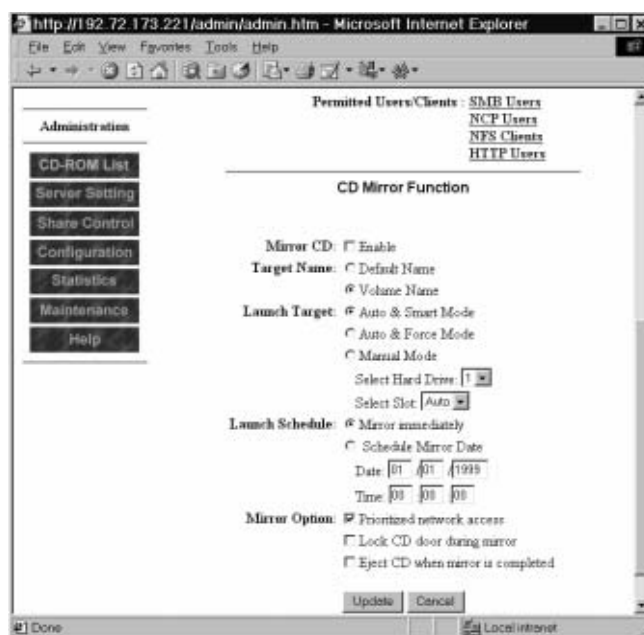 http://192.72.173.221/admin/admin.htm - Microsoft Internet Explorer
File Edit View Favorites Tools Help
Administration
CD-ROM List
Server Setting
Share Control
Configuration
Statistics
Maintenance
Help
Permitted Users/Clients : SMB Users
NCP Users
NFS Clients
HTTP Users
CD Mirror Function
Mirror CD: Enable
Target Name: Default Name
Volume Name
Launch Target: Auto & Smart Mode
Auto & Force Mode
Manual Mode
Select Hard Drive: 1
Select Slot: Auto
Launch Schedule: Mirror immediately
Schedule Mirror Date
Date: 01 /01 /1999
Time: 00 :00 :00
Mirror Option: Prioritized network access
Lock CD door during mirror
Eject CD when mirror is completed
Update Cancel
Done Local intranet